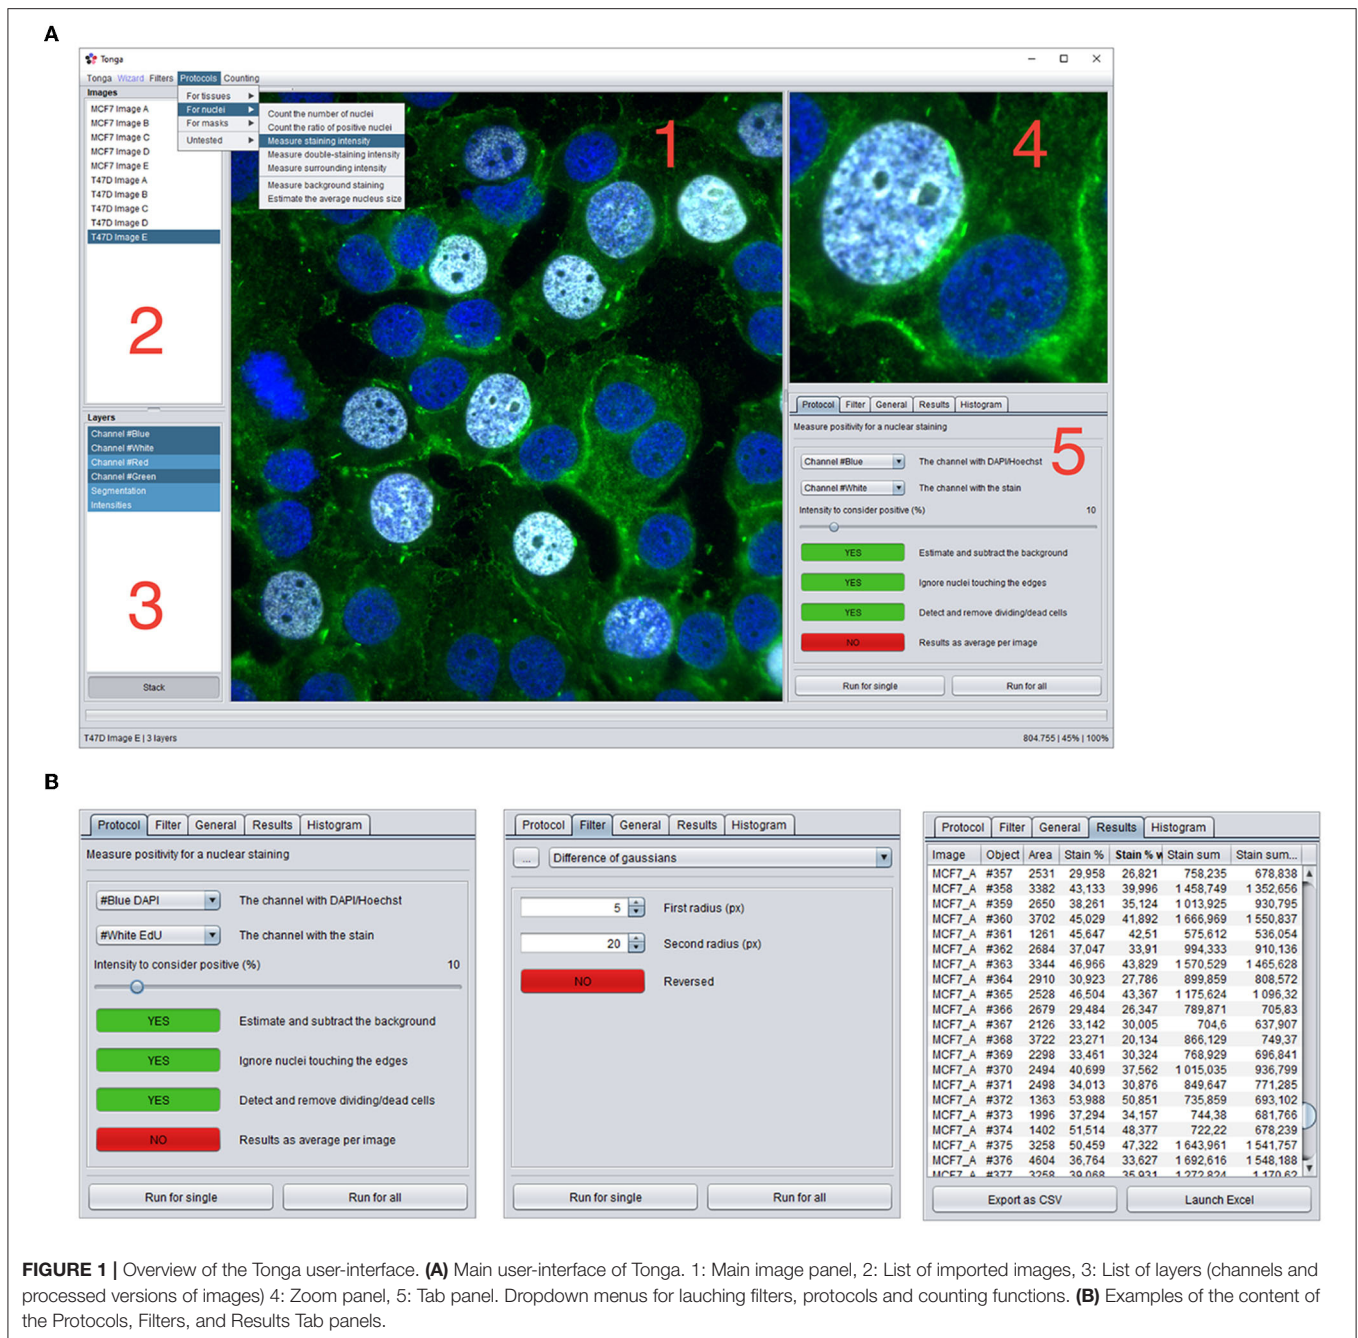 A
Tonga
Tonga Wizard Filters Protocols Counting
Images
For tissues
For nuclei
For masks
Untested
Count the number of nuclei
Count the ratio of positive nuclei
Measure staining intensity
Measure double-staining intensity
Measure surrounding intensity
Measure background staining
Estimate the average nucleus size
MCF7 Image A
MCF7 Image B
MCF7 Image C
MCF7 Image D
MCF7 Image E
T47D Image A
T47D Image B
T47D Image C
T47D Image D
T47D Image E
1
2
4
Layers
Channel #Blue
Channel #White
Channel #Red
Channel #Green
Segmentation
Intensities
3
Stack
Protocol Filter General Results Histogram
Measure positivity for a nuclear staining
5
Channel #Blue The channel with DAPI/Hoechst
Channel #White The channel with the stain
Intensity to consider positive (%) 10
YES Estimate and subtract the background
YES Ignore nuclei touching the edges
YES Detect and remove dividing/dead cells
NO Results as average per image
Run for single Run for all
T47D Image E | 3 layers 804.755 | 45% | 100%
B
Protocol Filter General Results Histogram
Measure positivity for a nuclear staining
#Blue DAPI The channel with DAPI/Hoechst
#White EdU The channel with the stain
Intensity to consider positive (%) 10
YES Estimate and subtract the background
YES Ignore nuclei touching the edges
YES Detect and remove dividing/dead cells
NO Results as average per image
Run for single Run for all
Protocol Filter General Results Histogram
... Difference of gaussians
5 First radius (px)
20 Second radius (px)
NO Reversed
Run for single Run for all
Protocol Filter General Results Histogram
Image Object Area Stain % Stain % w Stain sum Stain sum...
MCF7_A #357 2531 29,958 26,821 758,235 678,838
MCF7_A #358 3382 43,133 39,996 1 458,749 1 352,656
MCF7_A #359 2650 38,261 35,124 1 013,925 930,795
MCF7_A #360 3702 45,029 41,892 1 666,969 1 550,837
MCF7_A #361 1261 45,647 42,51 575,612 536,054
MCF7_A #362 2684 37,047 33,91 994,333 910,136
MCF7_A #363 3344 46,966 43,829 1 570,529 1 465,628
MCF7_A #364 2910 30,923 27,786 899,859 808,572
MCF7_A #365 2528 46,504 43,367 1 175,624 1 096,32
MCF7_A #366 2679 29,484 26,347 789,871 705,83
MCF7_A #367 2126 33,142 30,005 704,6 637,907
MCF7_A #368 3722 23,271 20,134 866,129 749,37
MCF7_A #369 2298 33,461 30,324 768,929 696,841
MCF7_A #370 2494 40,699 37,562 1 015,035 936,799
MCF7_A #371 2498 34,013 30,876 849,647 771,285
MCF7_A #372 1363 53,988 50,851 735,859 693,102
MCF7_A #373 1996 37,294 34,157 744,38 681,766
MCF7_A #374 1402 51,514 48,377 722,22 678,239
MCF7_A #375 3258 50,459 47,322 1 643,961 1 541,757
MCF7_A #376 4604 36,764 33,627 1 692,616 1 548,188
MCF7_A #377 3258 39,068 35,931 1 272,824 1 170,62
Export as CSV Launch Excel
FIGURE 1 | Overview of the Tonga user-interface. (A) Main user-interface of Tonga. 1: Main image panel, 2: List of imported images, 3: List of layers (channels and
processed versions of images) 4: Zoom panel, 5: Tab panel. Dropdown menus for lauching filters, protocols and counting functions. (B) Examples of the content of
the Protocols, Filters, and Results Tab panels.